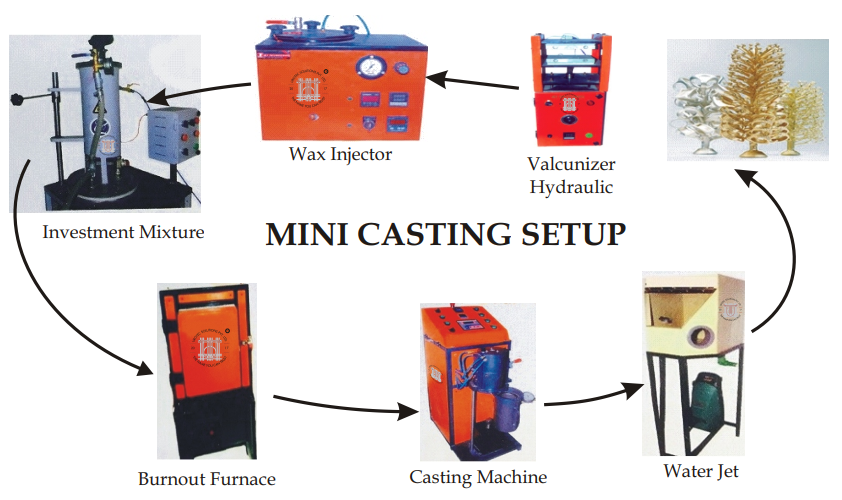 Wax Injector
Valcunizer
Hydraulic
Investment Mixture
MINI CASTING SETUP
Burnout Furnace
Casting Machine
Water Jet